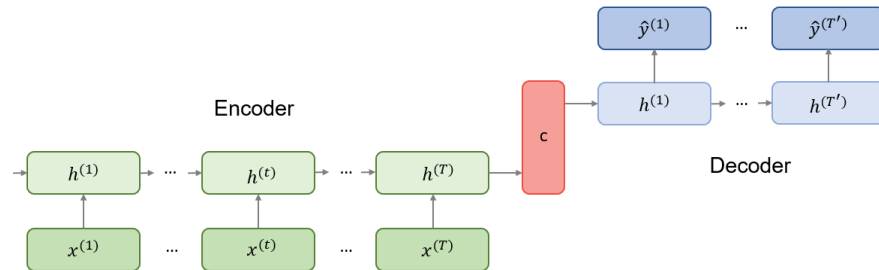 ŷ⁽¹⁾ ... ŷ⁽ᵀ′⁾
Encoder
c
h⁽¹⁾ ... h⁽ᵀ′⁾
Decoder
h⁽¹⁾ ... h⁽ᵗ⁾ ... h⁽ᵀ⁾
x⁽¹⁾ ... x⁽ᵗ⁾ ... x⁽ᵀ⁾